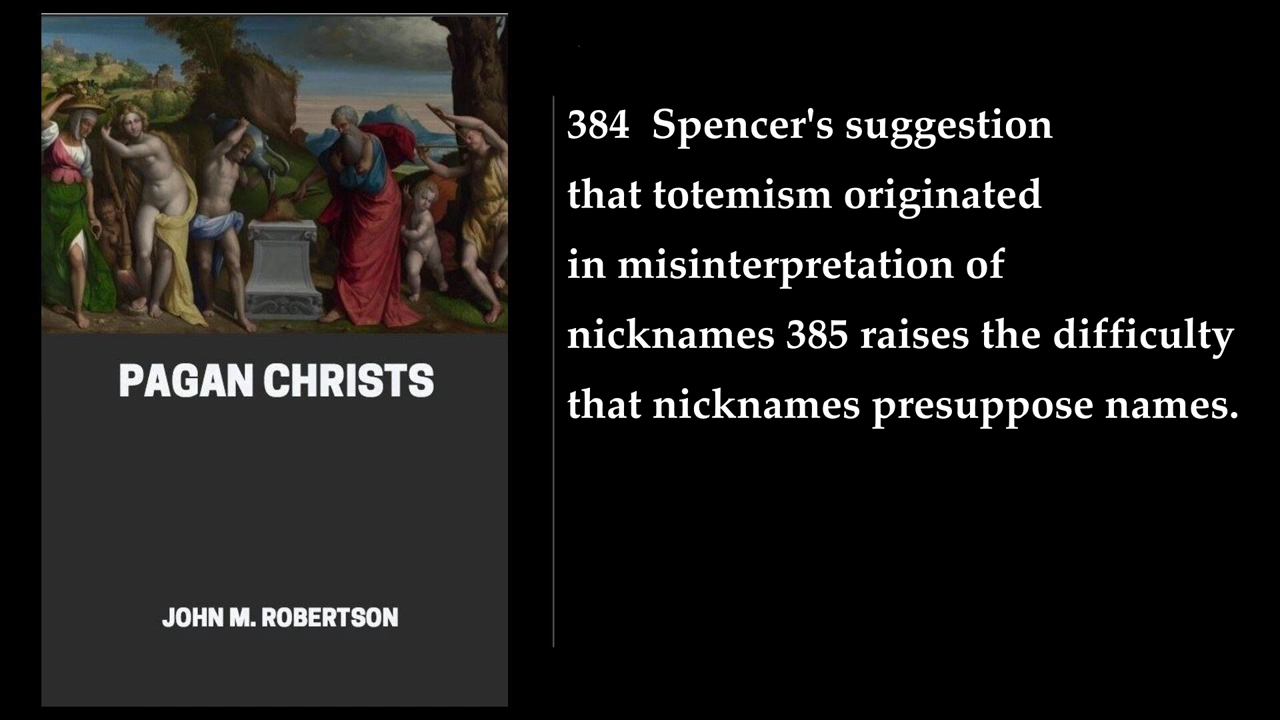 PAGAN CHRISTS
JOHN M. ROBERTSON
384  Spencer's suggestion
that totemism originated
in misinterpretation of
nicknames 385 raises the difficulty
that nicknames presuppose names.